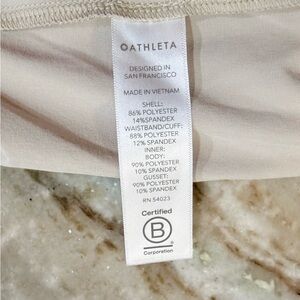 OATHLETA
DESIGNED IN
SAN FRANCISCO
MADE IN VIETNAM
SHELL:
86% POLYESTER
14%SPANDEX
WAISTBAND/CUFF:
88% POLYESTER
12% SPANDEX
INNER:
BODY:
90% POLYESTER
10% SPANDEX
GUSSET:
90% POLYESTER
10% SPANDEX
RN 54023
Certified
B
®
Corporation